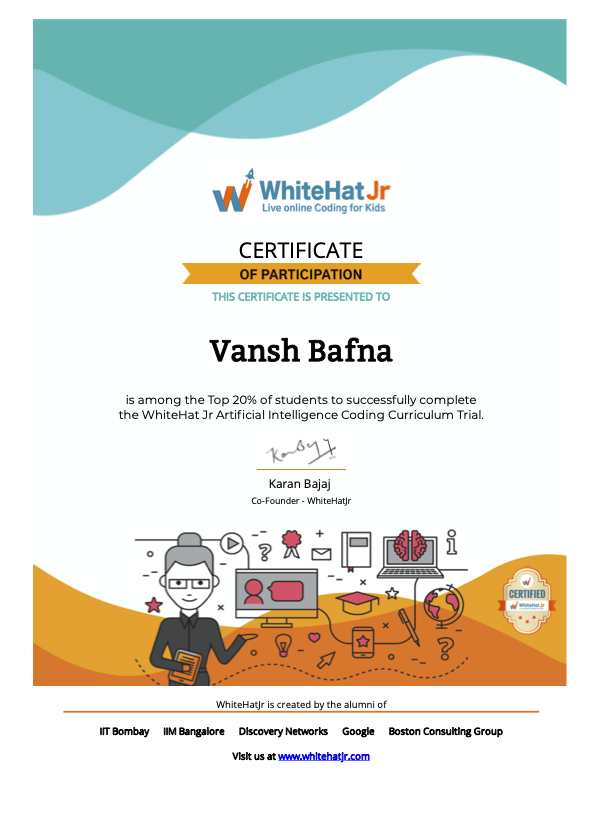 WhiteHat Jr
Live online Coding for Kids
CERTIFICATE
OF PARTICIPATION
THIS CERTIFICATE IS PRESENTED TO
Vansh Bafna
is among the Top 20% of students to successfully complete
the WhiteHat Jr Artificial Intelligence Coding Curriculum Trial.
Karan Bajaj
Co-Founder - WhiteHatJr
CERTIFIED
WhiteHat Jr
WhiteHatJr is created by the alumni of
IIT Bombay IIM Bangalore Discovery Networks Google Boston Consulting Group
Visit us at www.whitehatjr.com